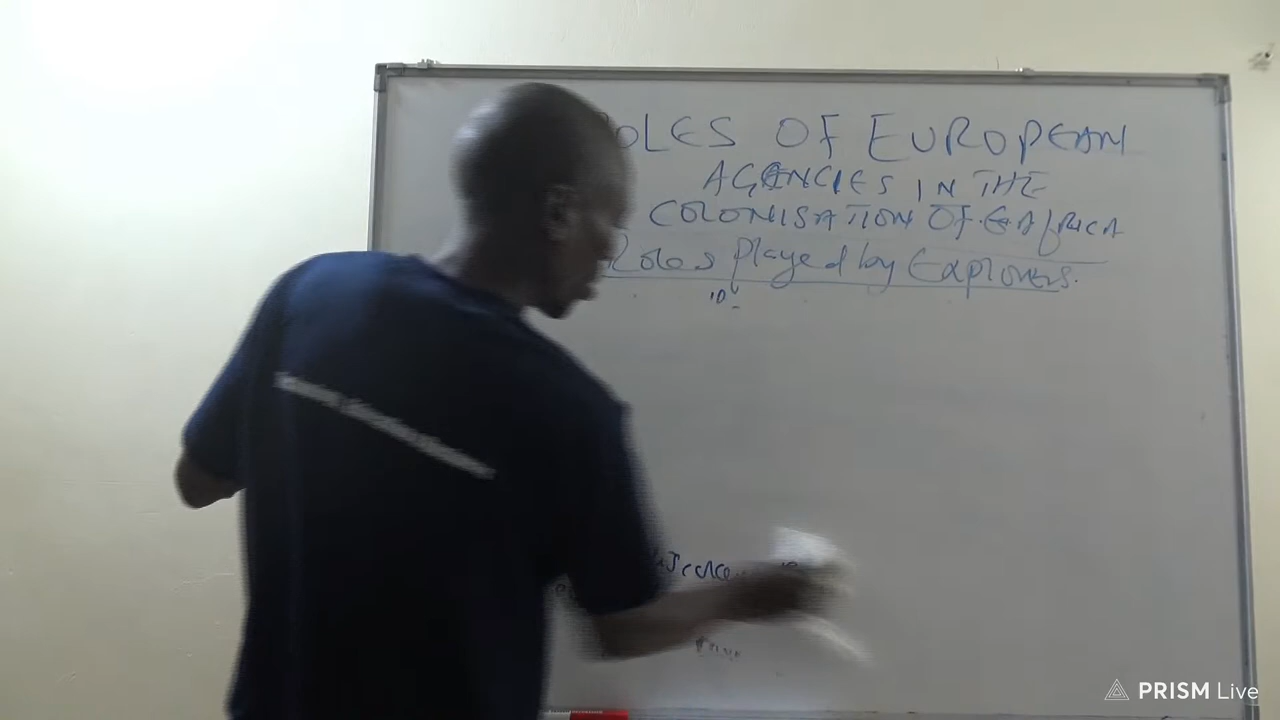 OLES OF EUROPEAN
AGENCIES IN THE
COLONISATION OF E.AfRICA
Roles Played by Explorers.
PRISM Live